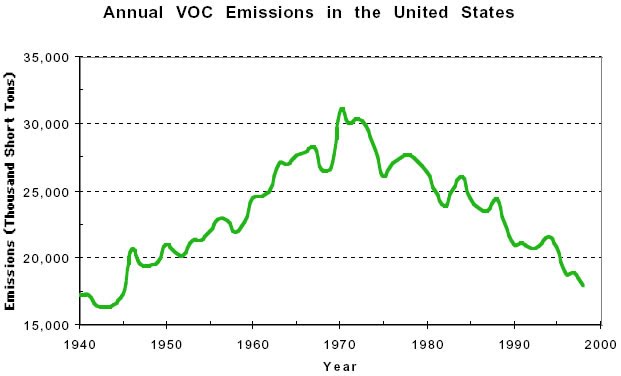 Annual VOC Emissions in the United States
Emissions (Thousand Short Tons)
35,000
30,000
25,000
20,000
15,000
1940 1950 1960 1970 1980 1990 2000
Year